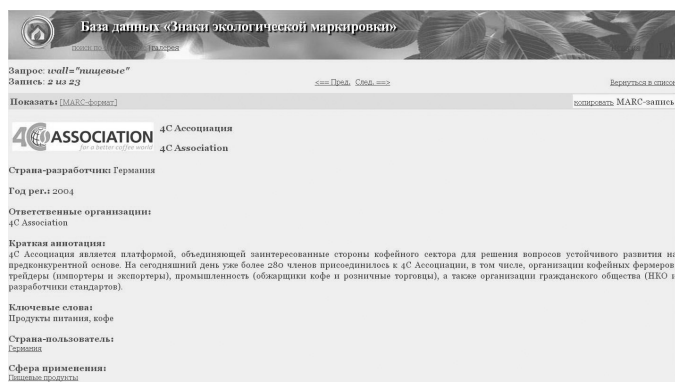 База данных «Знаки экологической маркировки»
галерея
Запрос: wall="пищевые"
Запись: 2 из 23
<== Пред. След. ==>
Вернуться в список
Показать: [MARC-формат]
копировать MARC-запись
4C ASSOCIATION
for a better coffee world
4C Ассоциация
4C Association
Страна-разработчик: Германия
Год рег.: 2004
Ответственные организации:
4C Association
Краткая аннотация:
4C Ассоциация является платформой, объединяющей заинтересованные стороны кофейного сектора для решения вопросов устойчивого развития на
предконкурентной основе. На сегодняшний день уже более 280 членов присоединилось к 4C Ассоциации, в том числе, организации кофейных фермеров,
трейдеры (импортеры и экспортеры), промышленность (обжарщики кофе и розничные торговцы), а также организации гражданского общества (НКО и
разработчики стандартов).
Ключевые слова:
Продукты питания, кофе
Страна-пользователь:
Германия
Сфера применения:
Пищевые продукты